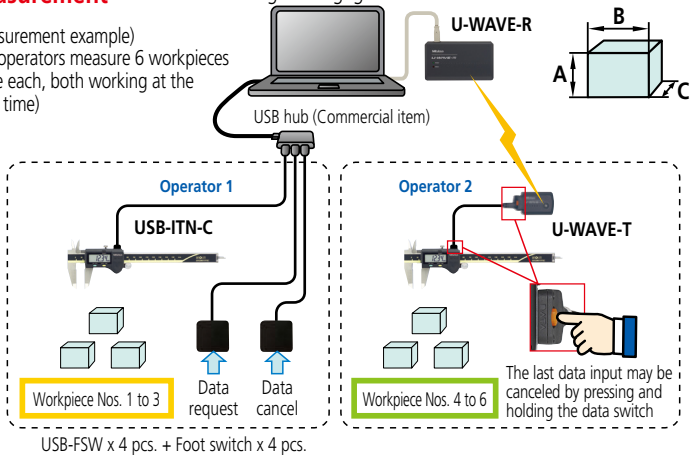 surement example)
operators measure 6 workpieces
e each, both working at the
time)
U-WAVE-R
B
A
C
USB hub (Commercial item)
Operator 1
USB-ITN-C
Workpiece Nos. 1 to 3
Data
request
Data
cancel
Operator 2
U-WAVE-T
Workpiece Nos. 4 to 6
The last data input may be
canceled by pressing and
holding the data switch
USB-FSW x 4 pcs. + Foot switch x 4 pcs.